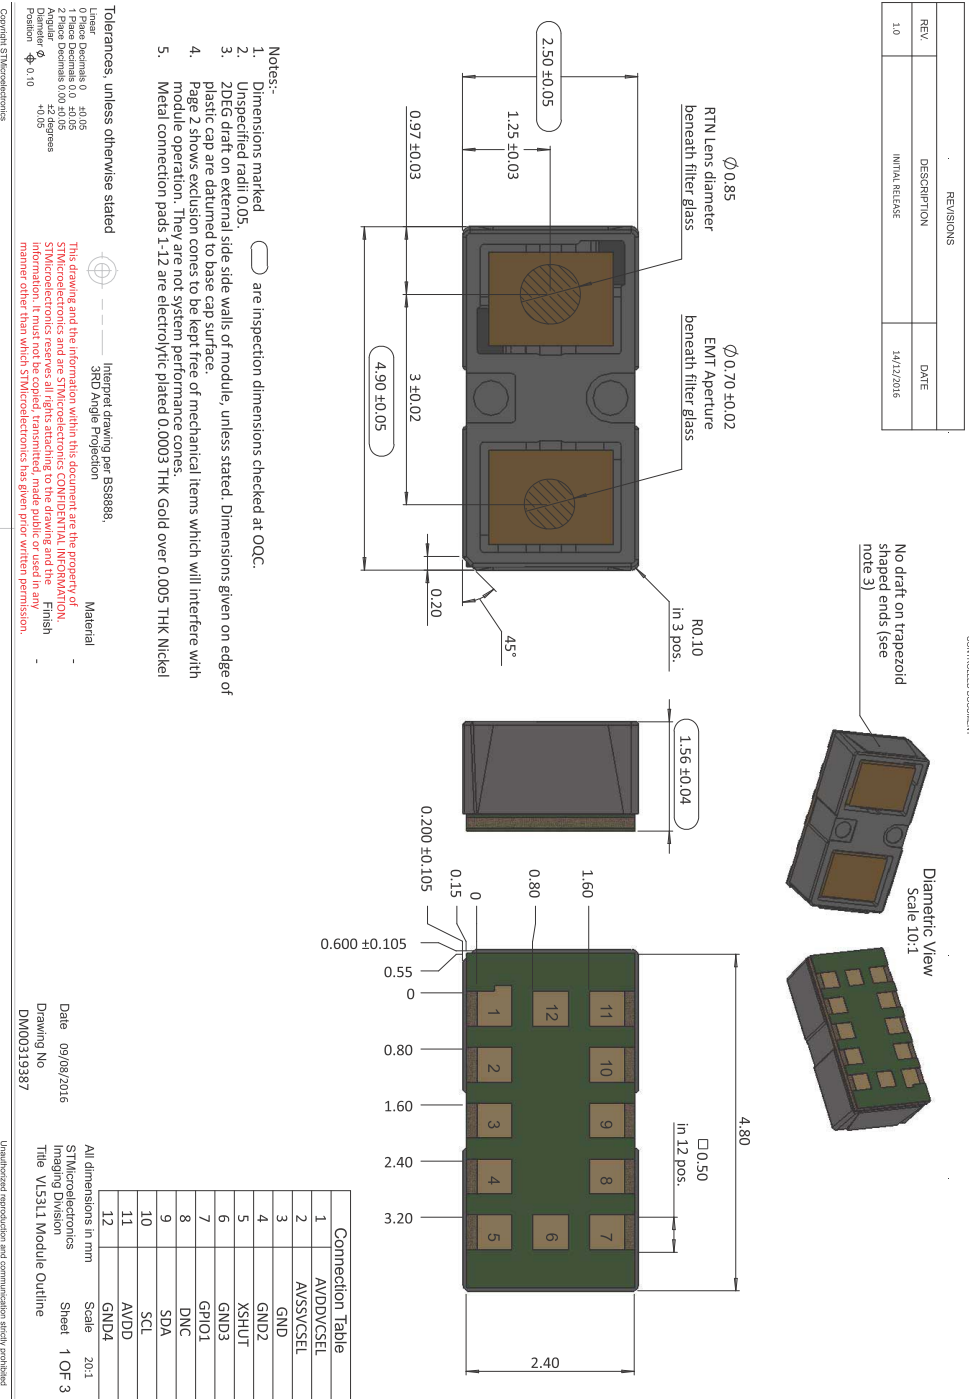 CONTROLLED DOCUMENT
REVISIONS
REV. DESCRIPTION DATE
1.0 INITIAL RELEASE 14/12/2016
No draft on trapezoid
shaped ends (see
note 3)
Diametric View
Scale 10:1
Ø0.85
RTN Lens diameter
beneath filter glass
Ø0.70 ±0.02
EMT Aperture
beneath filter glass
R0.10
in 3 pos.
2.50 ±0.05
1.25 ±0.03
0.97 ±0.03
3 ±0.02
4.90 ±0.05
0.20
45°
1.56 ±0.04
1.60
0.80
0
0.15
0.200 ±0.105
0.600 ±0.105
0.55
0
0.80
1.60
2.40
3.20
4.80
□0.50
in 12 pos.
2.40
11 10 9 8 7
12 6
1 2 3 4 5
Notes:-
1. Dimensions marked are inspection dimensions checked at OQC.
2. Unspecified radii 0.05.
3. 2DEG draft on external side side walls of module, unless stated. Dimensions given on edge of
plastic cap are datumed to base cap surface.
4. Page 2 shows exclusion cones to be kept free of mechanical items which will interfere with
module operation. They are not system performance cones.
5. Metal connection pads 1-12 are electrolytic plated 0.0003 THK Gold over 0.005 THK Nickel
Connection Table
1 AVDDVCSEL
2 AVSSVCSEL
3 GND
4 GND2
5 XSHUT
6 GND3
7 GPIO1
8 DNC
9 SDA
10 SCL
11 AVDD
12 GND4
Tolerances, unless otherwise stated
Linear
0 Place Decimals 0 ±0.05
1 Place Decimals 0.0 ±0.05
2 Place Decimals 0.00 ±0.05
Angular ±2 degrees
Diameter Ø +0.05
Position ⌖ 0.10
Interpret drawing per BS8888,
3RD Angle Projection
This drawing and the information within this document are the property of
STMicroelectronics and are STMicroelectronics CONFIDENTIAL INFORMATION.
STMicroelectronics reserves all rights attaching to the drawing and the
information. It must not be copied, transmitted, made public or used in any
manner other than which STMicroelectronics has given prior written permission.
Material
-
Finish
-
Date 09/08/2016
Drawing No
DM00319387
All dimensions in mm
STMicroelectronics
Imaging Division
Title VL53L1 Module Outline
Scale 20:1
Sheet 1 OF 3
Copyright STMicroelectronics
Unauthorized reproduction and communication strictly prohibited